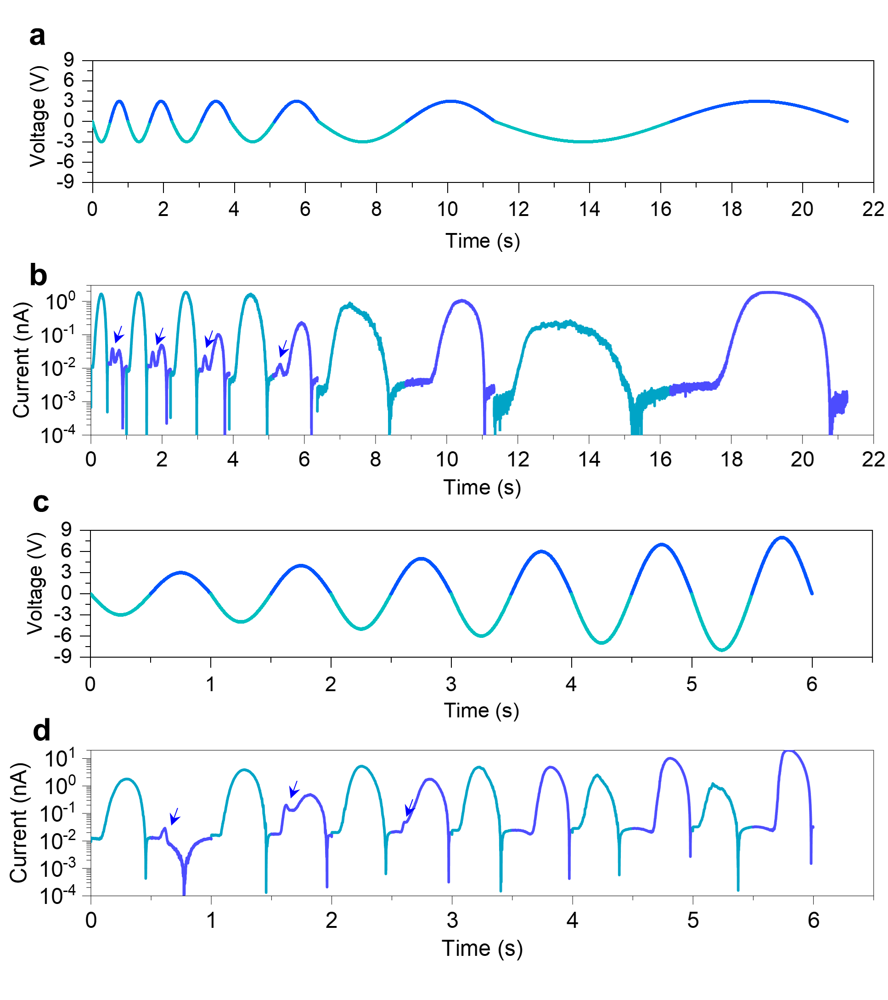 a
Voltage (V)
9
6
3
0
-3
-6
-9
0 2 4 6 8 10 12 14 16 18 20 22
Time (s)
b
Current (nA)
10^0
10^-1
10^-2
10^-3
10^-4
0 2 4 6 8 10 12 14 16 18 20 22
Time (s)
c
Voltage (V)
9
6
3
0
-3
-6
-9
0 1 2 3 4 5 6
Time (s)
d
Current (nA)
10^1
10^0
10^-1
10^-2
10^-3
10^-4
0 1 2 3 4 5 6
Time (s)